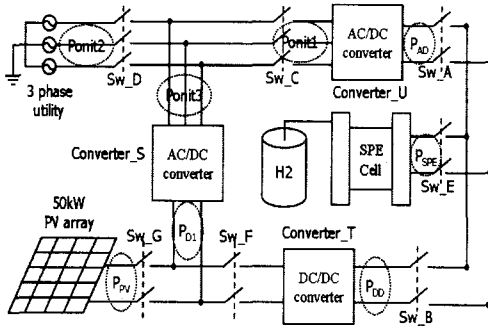 Ponit2
Ponit1
AC/DC
converter
P_AD
Sw_D
Sw_C
Sw_A
3 phase
utility
Ponit3
Converter_U
Converter_S
AC/DC
converter
H2
SPE
Cell
P_SPE
Sw_E
50kW
PV array
Sw_G
P_D1
Sw_F
Converter_T
P_PV
DC/DC
converter
P_DD
Sw_B